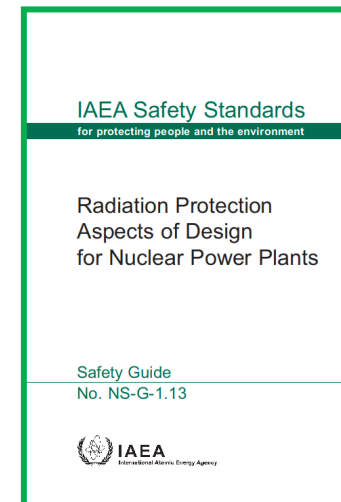 IAEA Safety Standards
for protecting people and the environment
Radiation Protection
Aspects of Design
for Nuclear Power Plants
Safety Guide
No. NS-G-1.13
IAEA
International Atomic Energy Agency